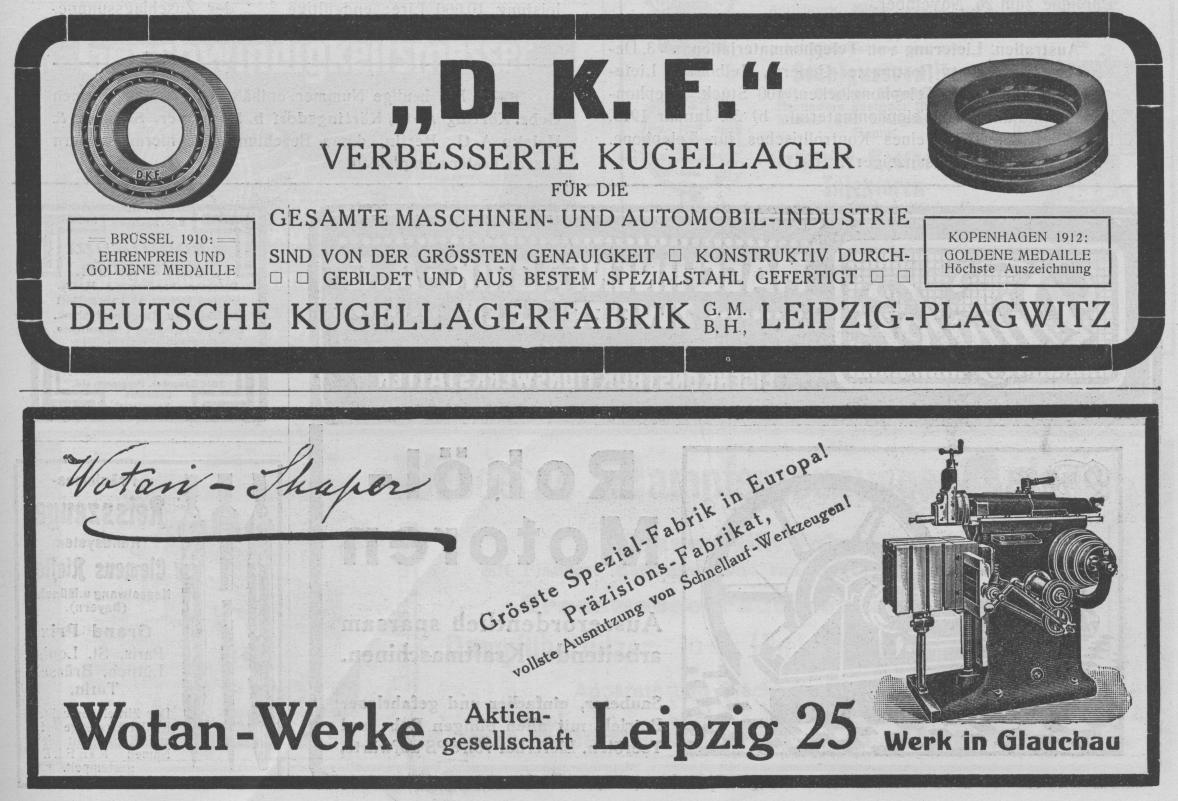 „D. K. F.“
DKF
VERBESSERTE KUGELLAGER
FÜR DIE
GESAMTE MASCHINEN- UND AUTOMOBIL-INDUSTRIE
BRÜSSEL 1910:
EHRENPREIS UND
GOLDENE MEDAILLE
SIND VON DER GRÖSSTEN GENAUIGKEIT □ KONSTRUKTIV DURCH-
□ □ GEBILDET UND AUS BESTEM SPEZIALSTAHL GEFERTIGT □ □
KOPENHAGEN 1912:
GOLDENE MEDAILLE
Höchste Auszeichnung
DEUTSCHE KUGELLAGERFABRIK G. M. B. H., LEIPZIG-PLAGWITZ
Wotan - Shaper
Grösste Spezial-Fabrik in Europa!
Präzisions-Fabrikat,
vollste Ausnutzung von Schnellauf-Werkzeugen!
Wotan-Werke Aktien-gesellschaft Leipzig 25
Werk in Glauchau